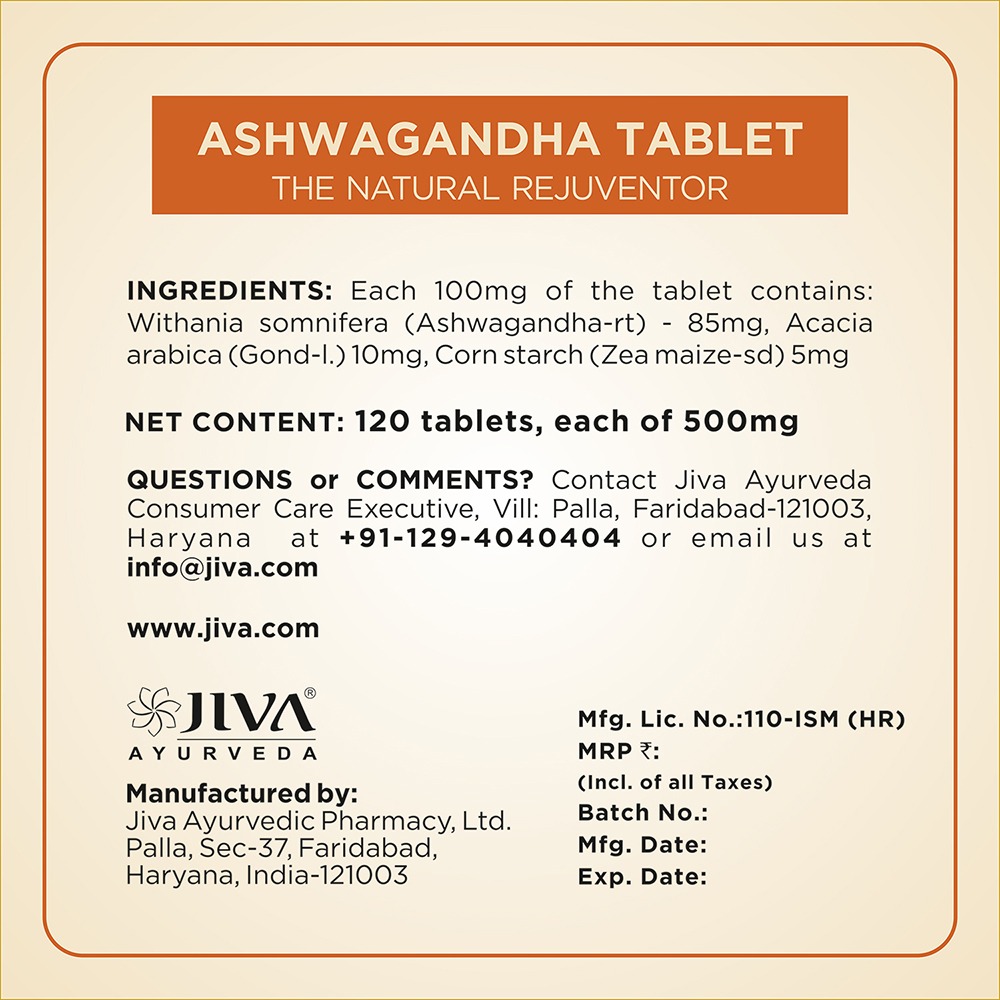 ASHWAGANDHA TABLET
THE NATURAL REJUVENTOR
INGREDIENTS: Each 100mg of the tablet contains:
Withania somnifera (Ashwagandha-rt) - 85mg, Acacia
arabica (Gond-l.) 10mg, Corn starch (Zea maize-sd) 5mg
NET CONTENT: 120 tablets, each of 500mg
QUESTIONS or COMMENTS? Contact Jiva Ayurveda
Consumer Care Executive, Vill: Palla, Faridabad-121003,
Haryana at +91-129-4040404 or email us at
info@jiva.com
www.jiva.com
JIVA®
AYURVEDA
Manufactured by:
Jiva Ayurvedic Pharmacy, Ltd.
Palla, Sec-37, Faridabad,
Haryana, India-121003
Mfg. Lic. No.:110-ISM (HR)
MRP ₹:
(Incl. of all Taxes)
Batch No.:
Mfg. Date:
Exp. Date: